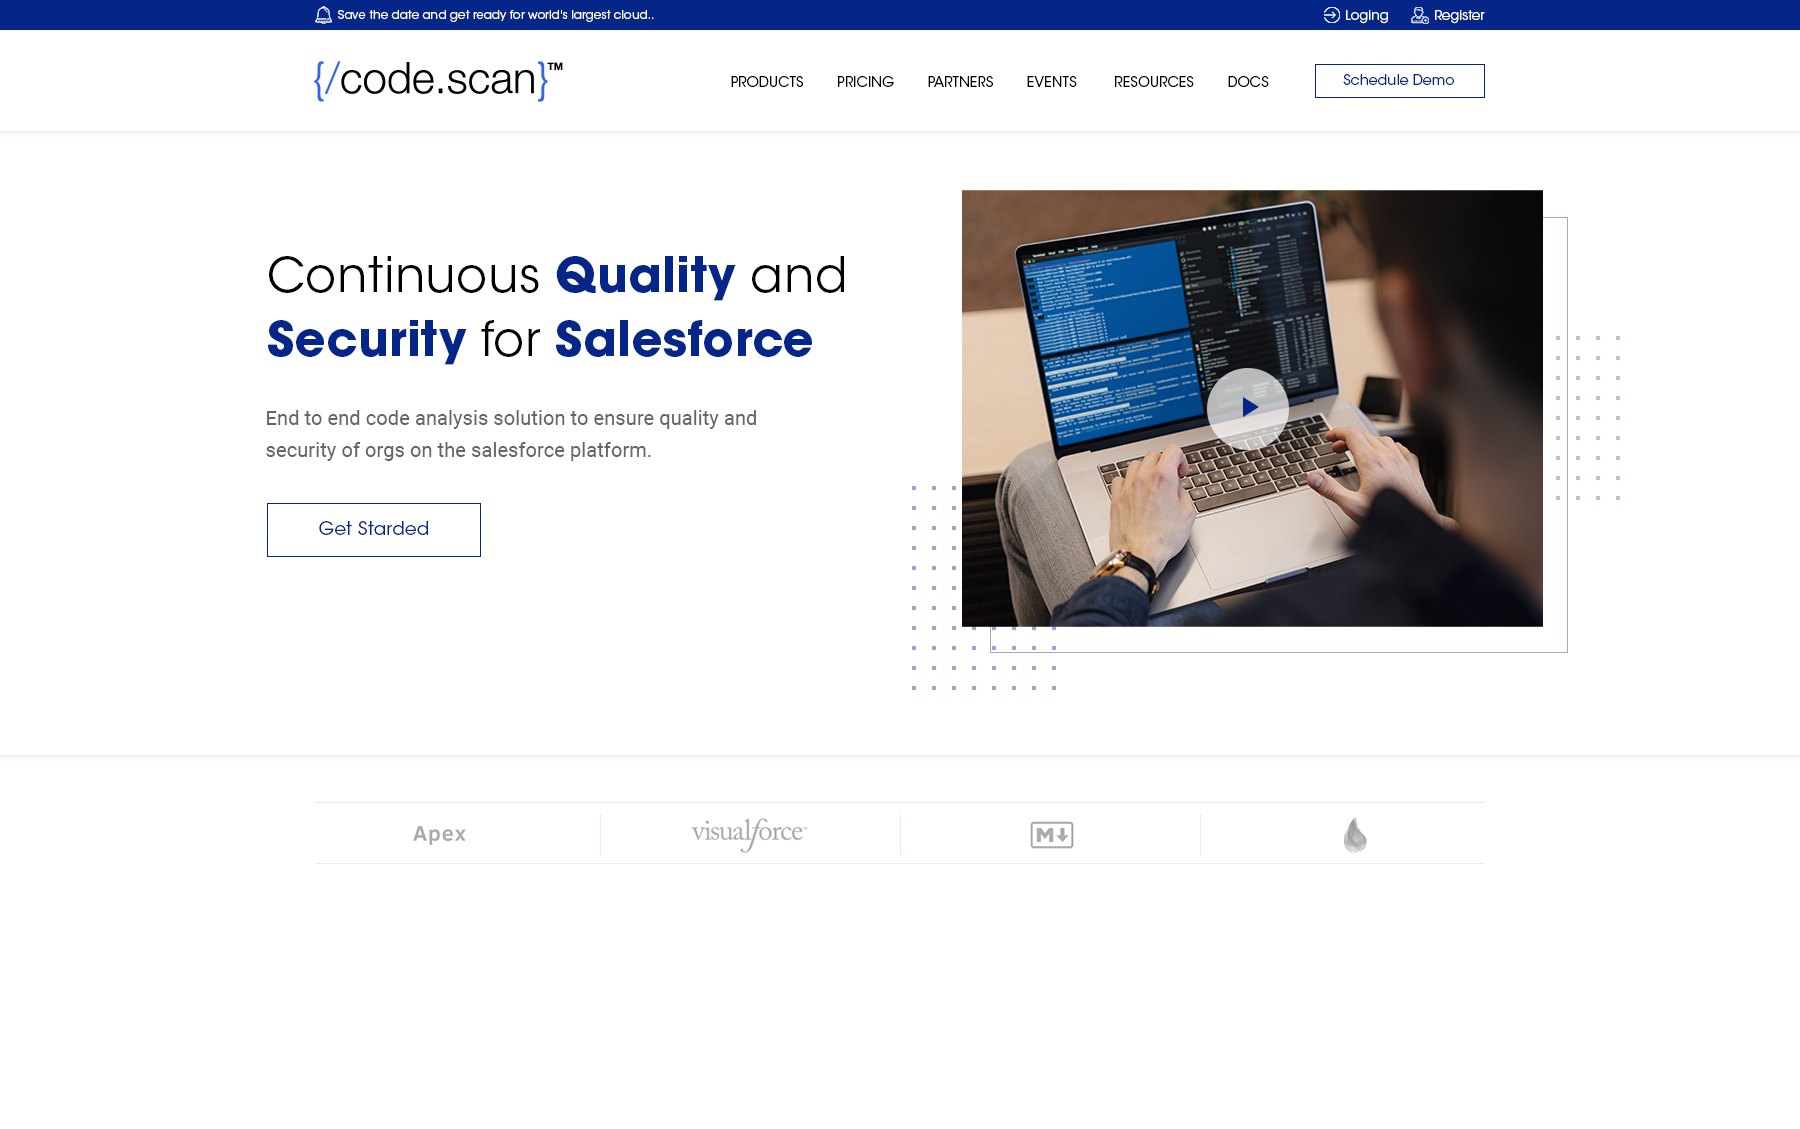 Save the date and get ready for world's largest cloud..
Loging
Register
{/code.scan}™
PRODUCTS
PRICING
PARTNERS
EVENTS
RESOURCES
DOCS
Schedule Demo
Continuous Quality and
Security for Salesforce
End to end code analysis solution to ensure quality and
security of orgs on the salesforce platform.
Get Starded
Apex
visualforce™
M